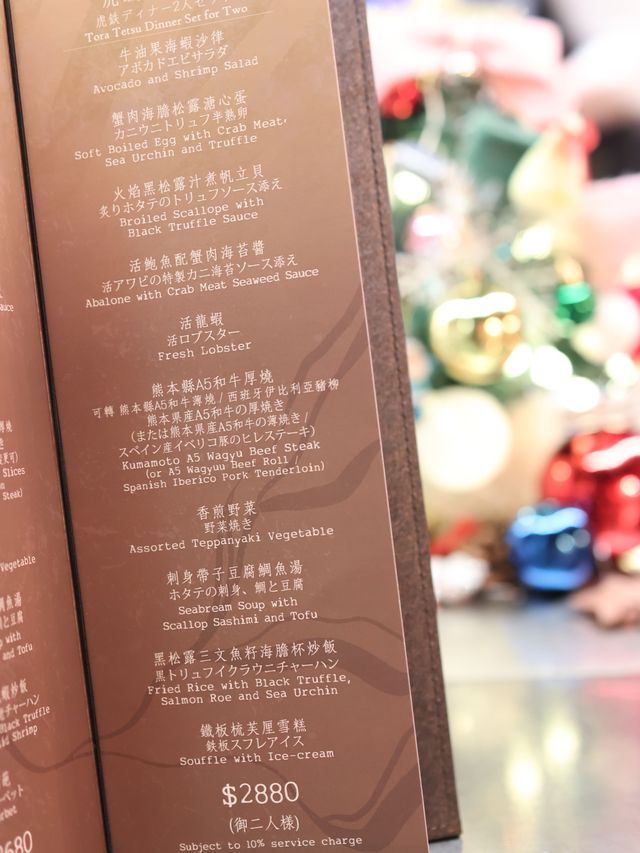 虎鉄ディナー2人セット
Tora Tetsu Dinner Set for Two
牛油果海蝦沙律
アボカドエビサラダ
Avocado and Shrimp Salad
蟹肉海膽松露溏心蛋
カニウニトリュフ半熟卵
Soft Boiled Egg with Crab Meat,
Sea Urchin and Truffle
火焰黑松露汁煮帆立貝
炙りホタテのトリュフソース添え
Broiled Scallope with
Black Truffle Sauce
活鮑魚配蟹肉海苔醬
活アワビの特製カニ海苔ソース添え
Abalone with Crab Meat Seaweed Sauce
活龍蝦
活ロブスター
Fresh Lobster
熊本縣A5和牛厚燒
可轉 熊本縣A5和牛薄燒 / 西班牙伊比利亞豬柳
熊本県産A5和牛の厚焼き
(または熊本県産A5和牛の薄焼き /
スペイン産イベリコ豚のヒレステーキ)
Kumamoto A5 Wagyu Beef Steak
(or A5 Wagyuu Beef Roll /
Spanish Iberico Pork Tenderloin)
香煎野菜
野菜焼き
Assorted Teppanyaki Vegetable
刺身帶子豆腐鯛魚湯
ホタテの刺身、鯛と豆腐
Seabream Soup with
Scallop Sashimi and Tofu
黑松露三文魚籽海膽杯炒飯
黒トリュフイクラウニチャーハン
Fried Rice with Black Truffle,
Salmon Roe and Sea Urchin
鐵板梳芙厘雪糕
鉄板スフレアイス
Souffle with Ice-cream
$2880
(御二人様)
Subject to 10% service charge